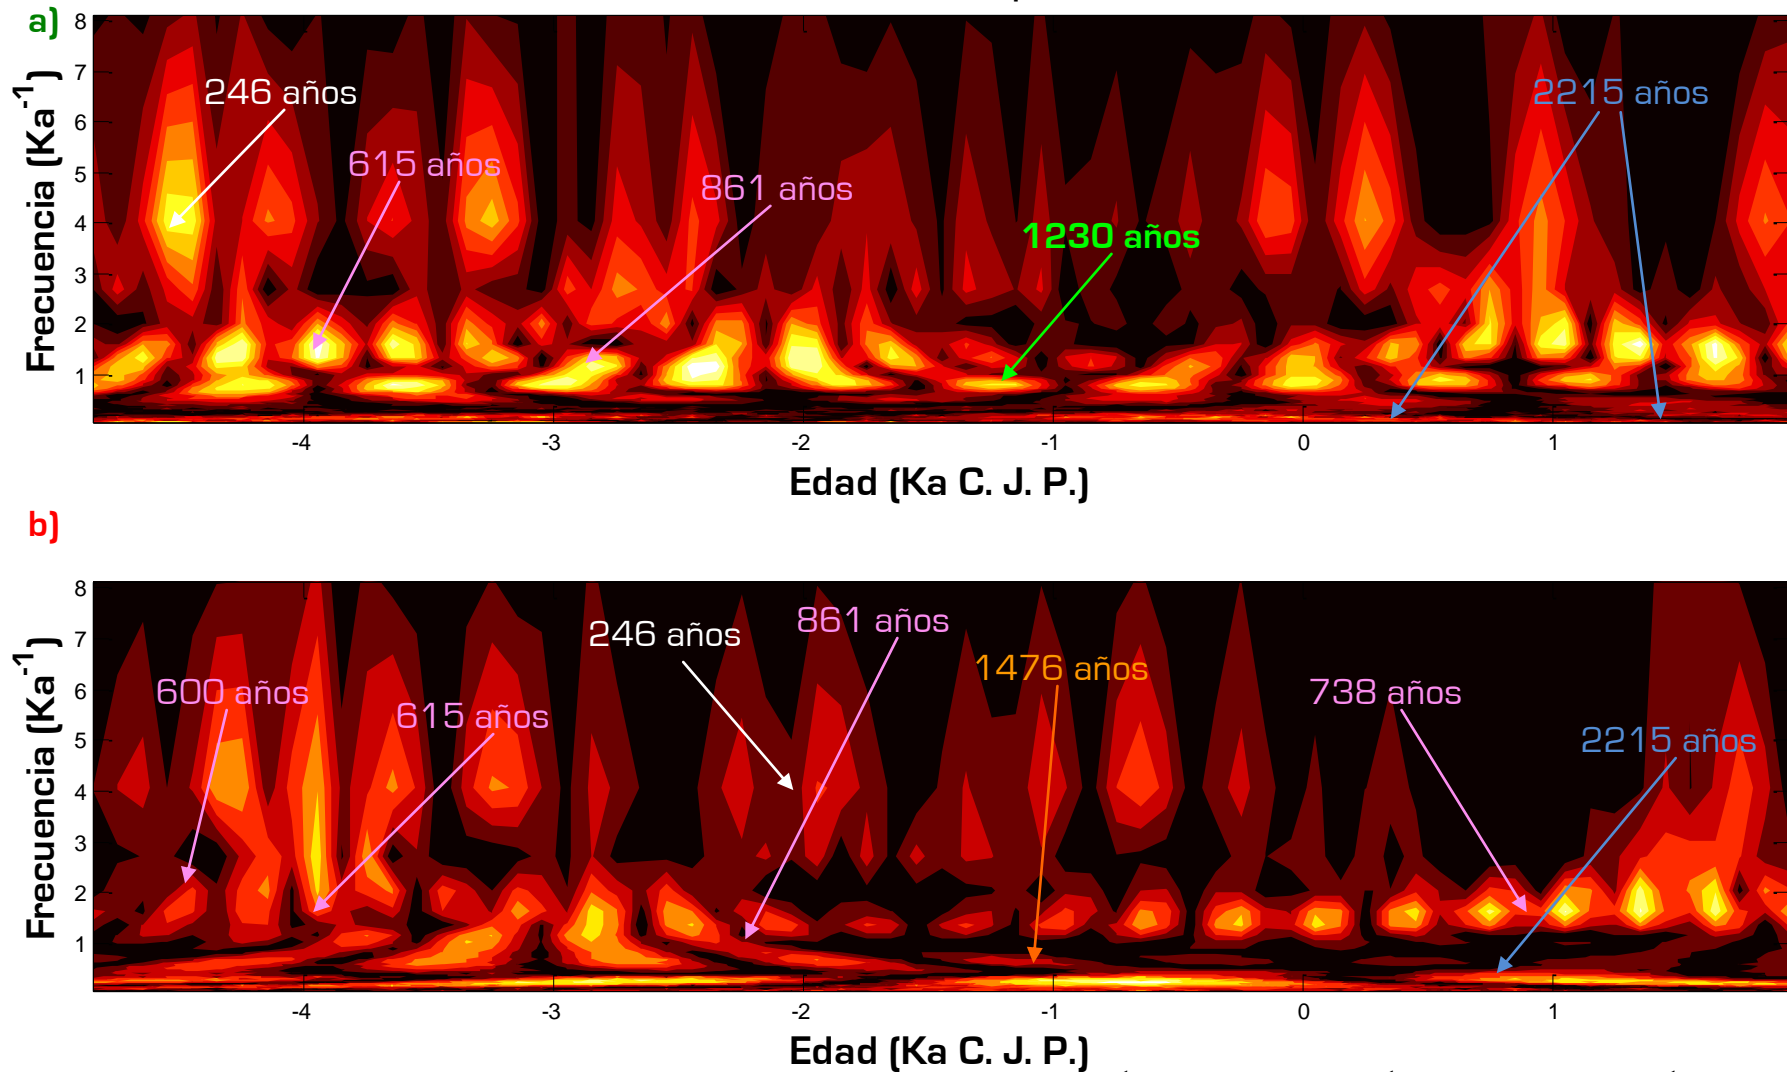 a)
8
7
6
5
4
3
2
1
Frecuencia (Ka-1)
246 años
615 años
861 años
1230 años
2215 años
-4 -3 -2 -1 0 1
Edad (Ka C. J. P.)
b)
8
7
6
5
4
3
2
1
Frecuencia (Ka-1)
600 años
615 años
246 años
861 años
1476 años
738 años
2215 años
-4 -3 -2 -1 0 1
Edad (Ka C. J. P.)